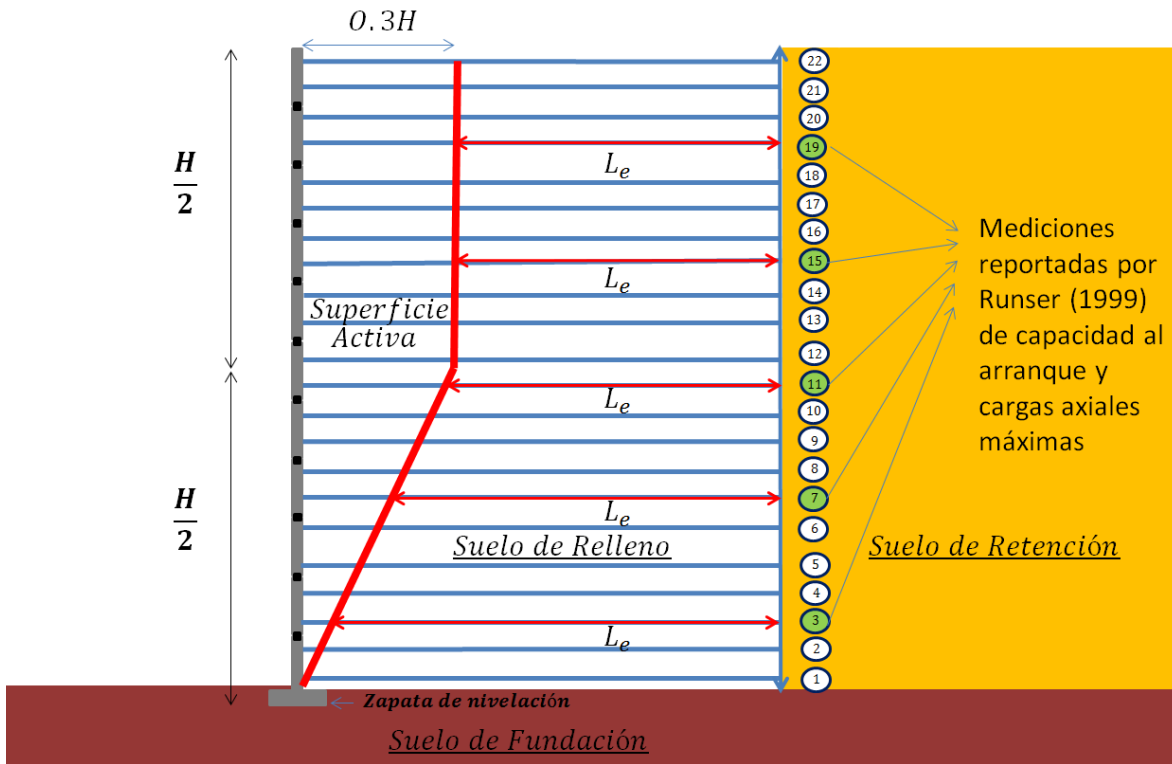 0.3H
H
2
H
2
Superficie
Activa
L_e
L_e
L_e
L_e
L_e
Suelo de Relleno
22
21
20
19
18
17
16
15
14
13
12
11
10
9
8
7
6
5
4
3
2
1
Mediciones
reportadas por
Runser (1999)
de capacidad al
arranque y
cargas axiales
máximas
Suelo de Retención
Zapata de nivelación
Suelo de Fundación